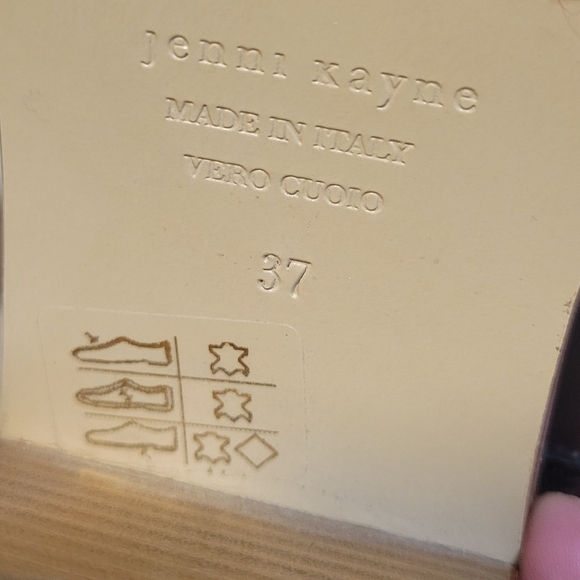 jenni kayne
MADE IN ITALY
VERO CUOIO
37